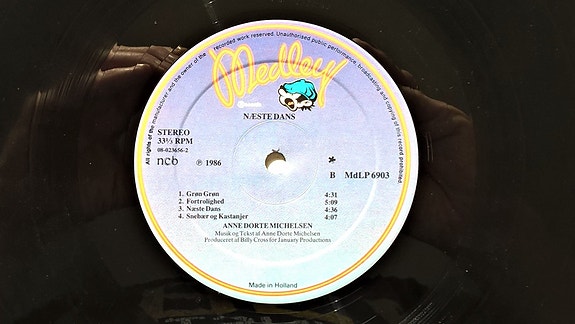 All rights of the manufacturer and the owner of the recorded work reserved. Unauthorised public performance, broadcasting and copying of this record prohibited.
Medley
NÆSTE DANS
STEREO
33⅓ RPM
08-023656-2
ncb
℗ 1986
*
B MdLP 6903
1. Grøn Grøn 4:31
2. Fortrolighed 5:09
3. Næste Dans 4:36
4. Snebær og Kastanjer 4:07
ANNE DORTE MICHELSEN
Musik og Tekst af Anne Dorte Michelsen
Produceret af Billy Cross for January Productions
Made in Holland